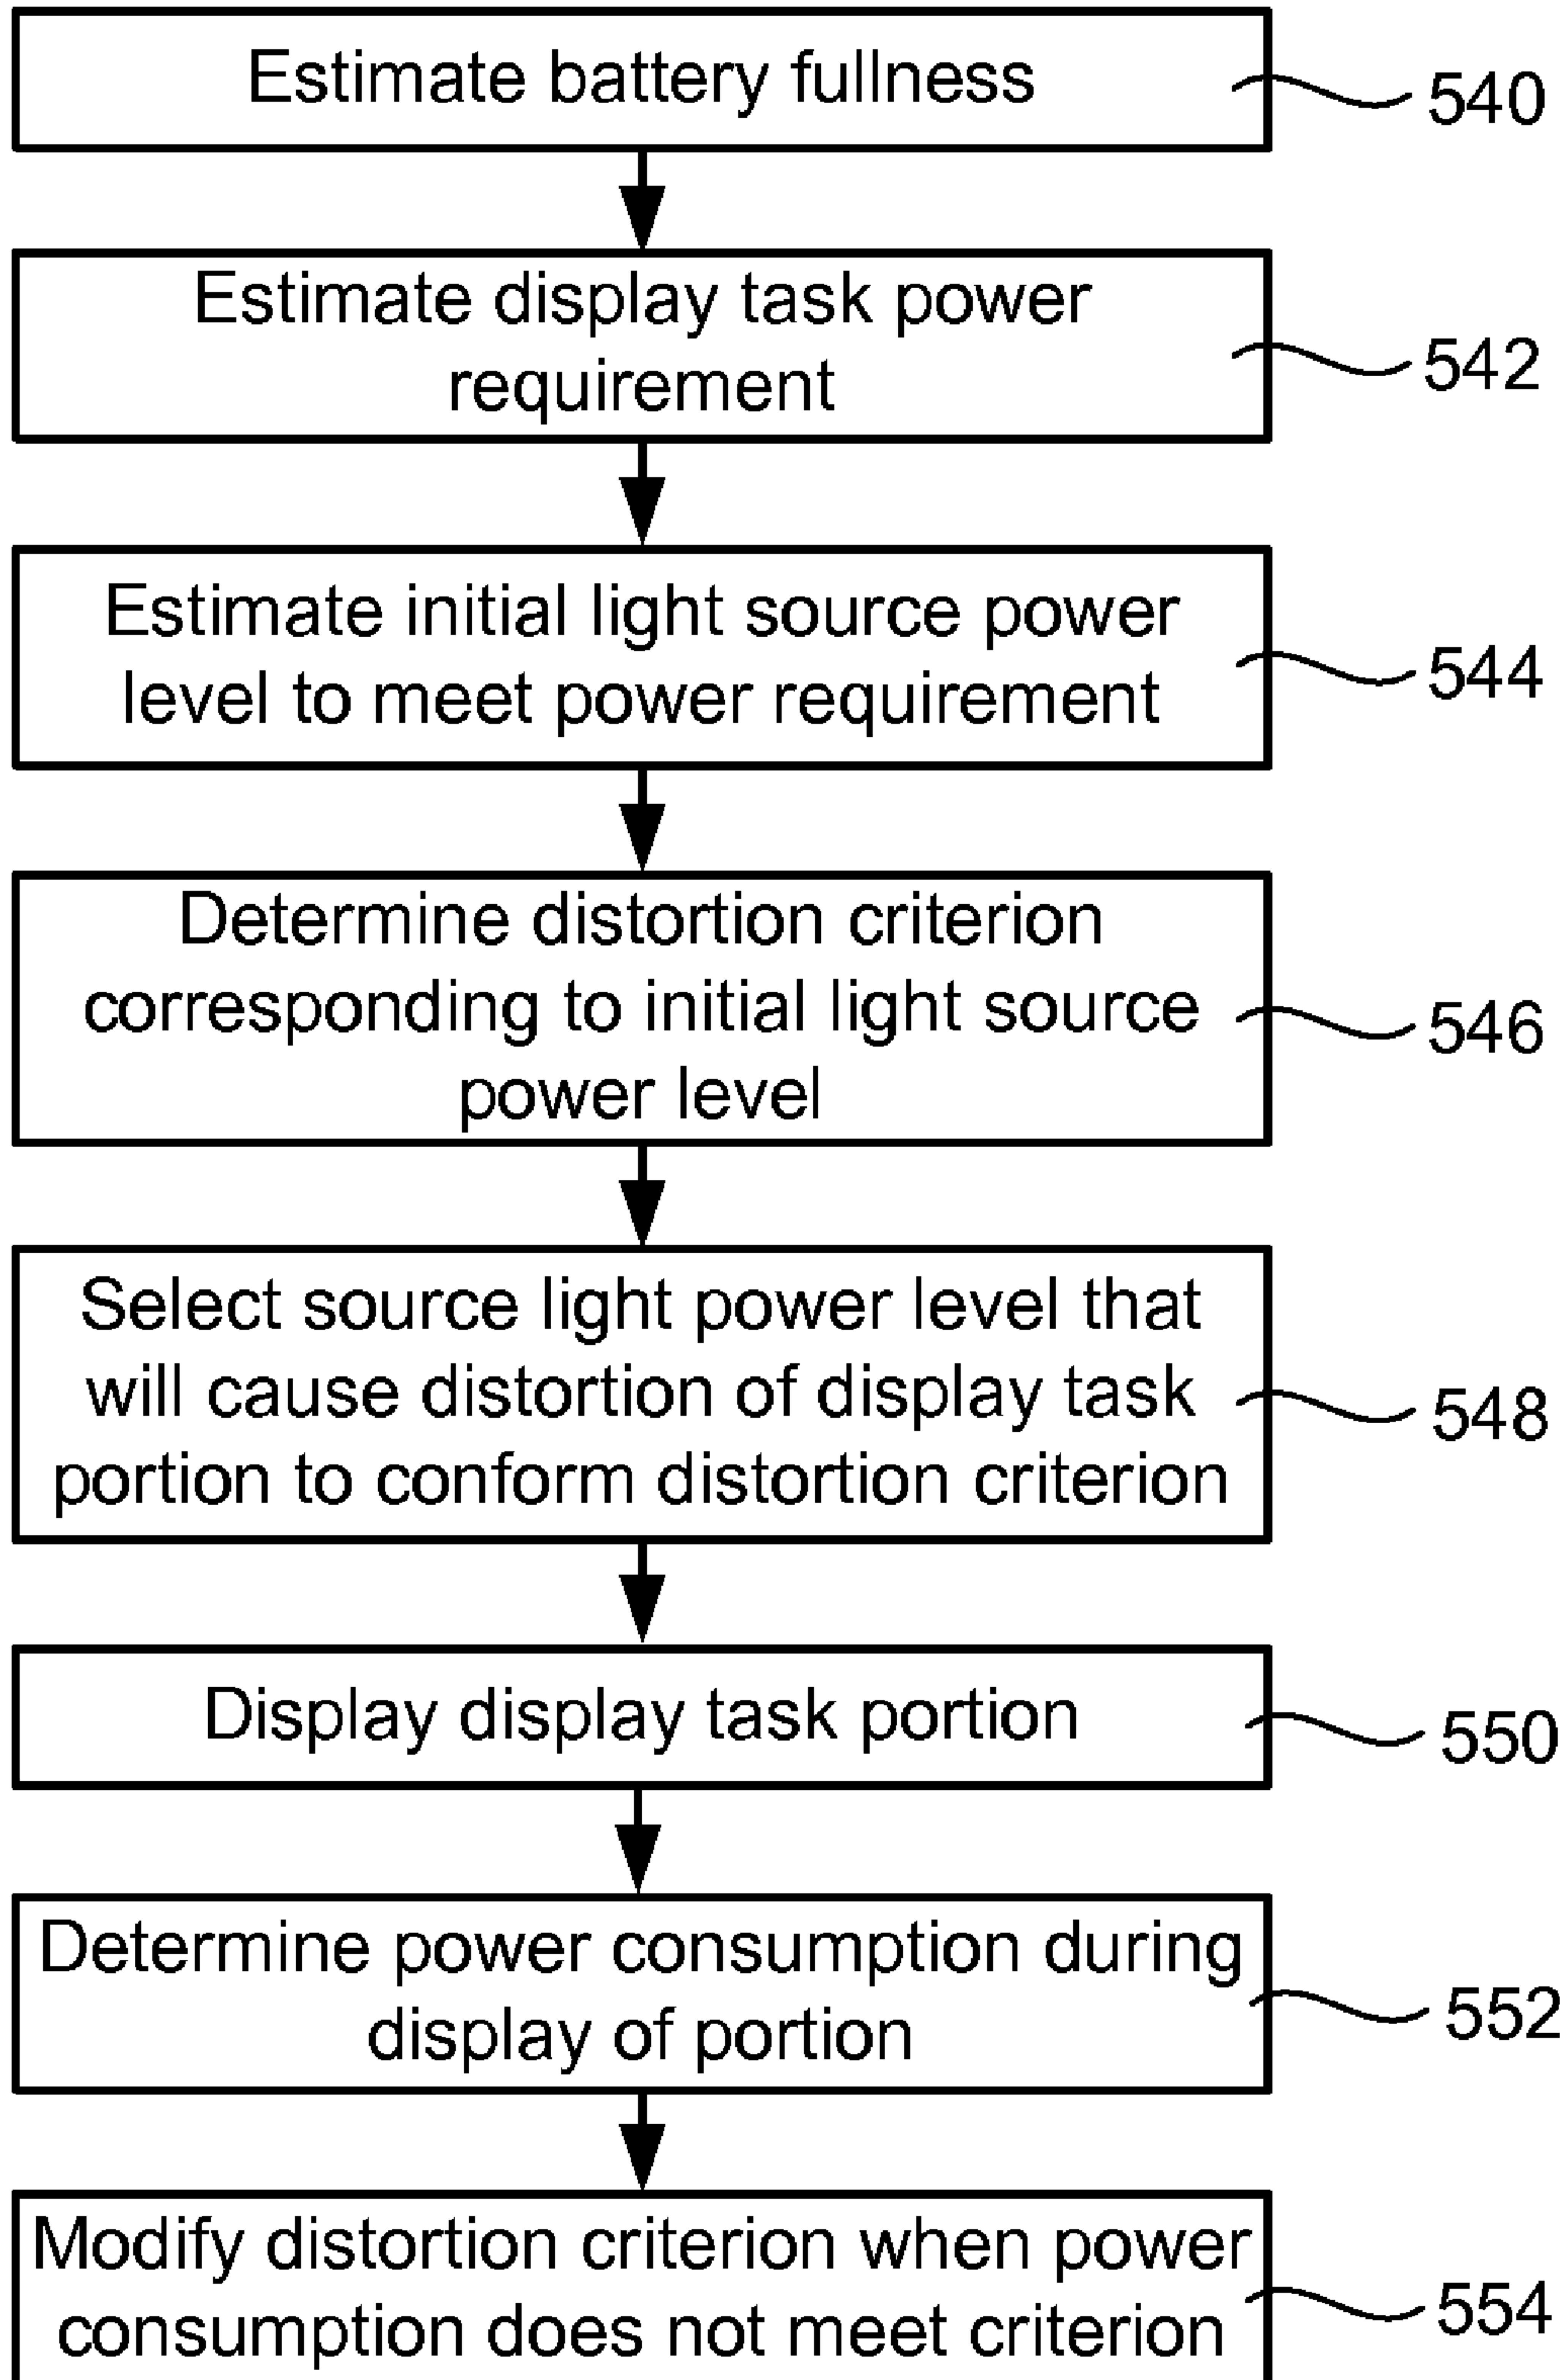 Estimate battery fullness
540
Estimate display task power
requirement
542
Estimate initial light source power
level to meet power requirement
544
Determine distortion criterion
corresponding to initial light source
power level
546
Select source light power level that
will cause distortion of display task
portion to conform distortion criterion
548
Display display task portion
550
Determine power consumption during
display of portion
552
Modify distortion criterion when power
consumption does not meet criterion
554